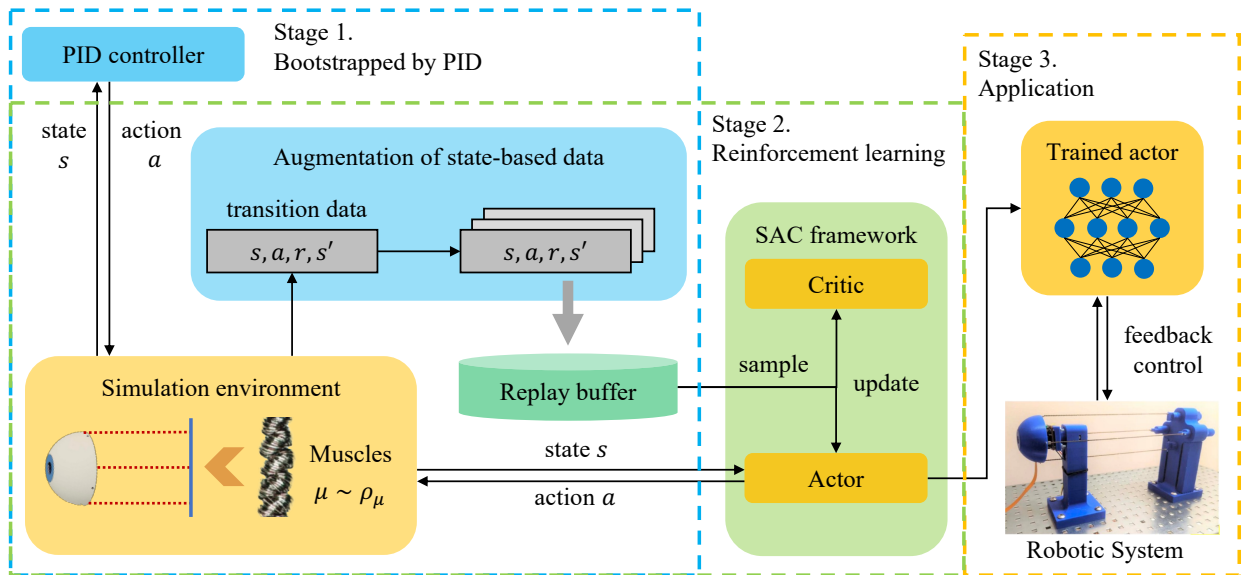 PID controller
Stage 1.
Bootstrapped by PID
state
s
action
a
Augmentation of state-based data
transition data
s, a, r, s′
s, a, r, s′
Simulation environment
Muscles
μ ~ ρμ
Replay buffer
Stage 2.
Reinforcement learning
SAC framework
Critic
sample
update
Actor
state s
action a
Stage 3.
Application
Trained actor
feedback
control
Robotic System